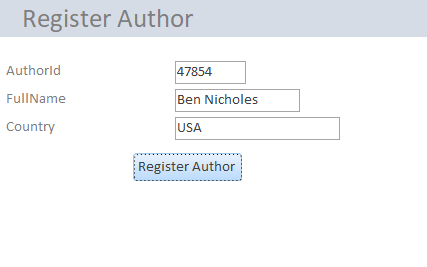 Register Author
AuthorId 47854
FullName Ben Nicholes
Country USA
Register Author